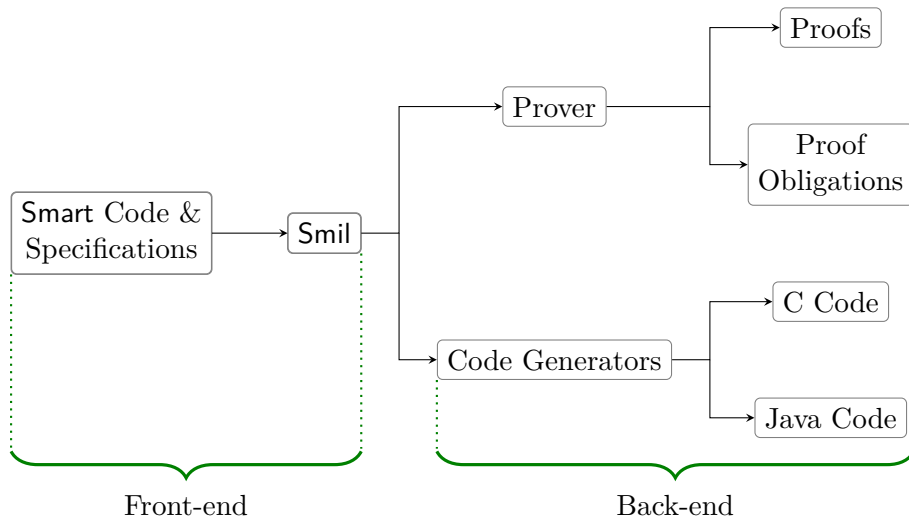 Proofs
Prover
Proof
Obligations
Smart Code &
Specifications
Smil
C Code
Code Generators
Java Code
Front-end
Back-end